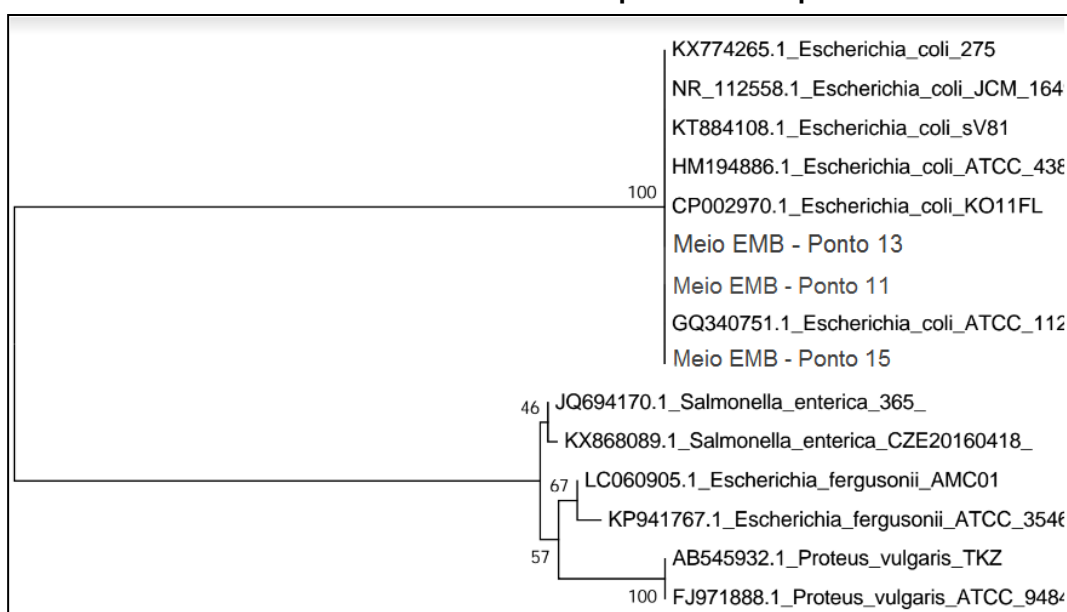 KX774265.1_Escherichia_coli_275
NR_112558.1_Escherichia_coli_JCM_164
KT884108.1_Escherichia_coli_sV81
HM194886.1_Escherichia_coli_ATCC_438
100
CP002970.1_Escherichia_coli_KO11FL
Meio EMB - Ponto 13
Meio EMB - Ponto 11
GQ340751.1_Escherichia_coli_ATCC_112
Meio EMB - Ponto 15
46
JQ694170.1_Salmonella_enterica_365_
KX868089.1_Salmonella_enterica_CZE20160418_
67
LC060905.1_Escherichia_fergusonii_AMC01
KP941767.1_Escherichia_fergusonii_ATCC_3546
57
AB545932.1_Proteus_vulgaris_TKZ
100
FJ971888.1_Proteus_vulgaris_ATCC_9484